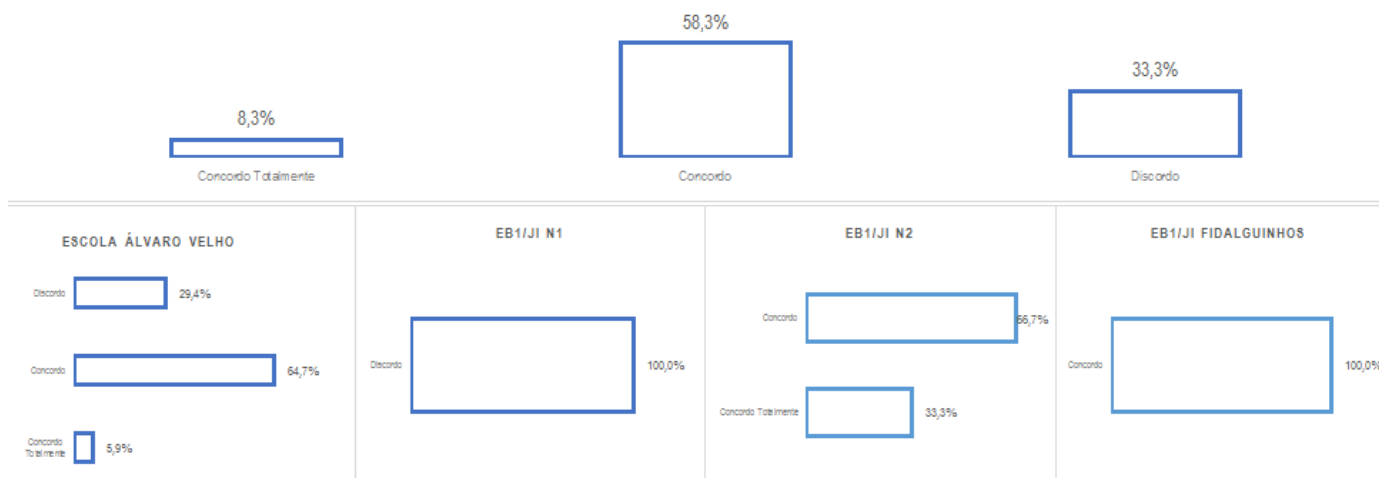 58,3%
33,3%
8,3%
Concordo Totalmente
Concordo
Discordo
ESCOLA ÁLVARO VELHO
Discordo
29,4%
Concordo
64,7%
Concordo
Totalmente
5,9%
EB1/JI N1
Discordo
100,0%
EB1/JI N2
Concordo
66,7%
Concordo Totalmente
33,3%
EB1/JI FIDALGUINHOS
Concordo
100,0%